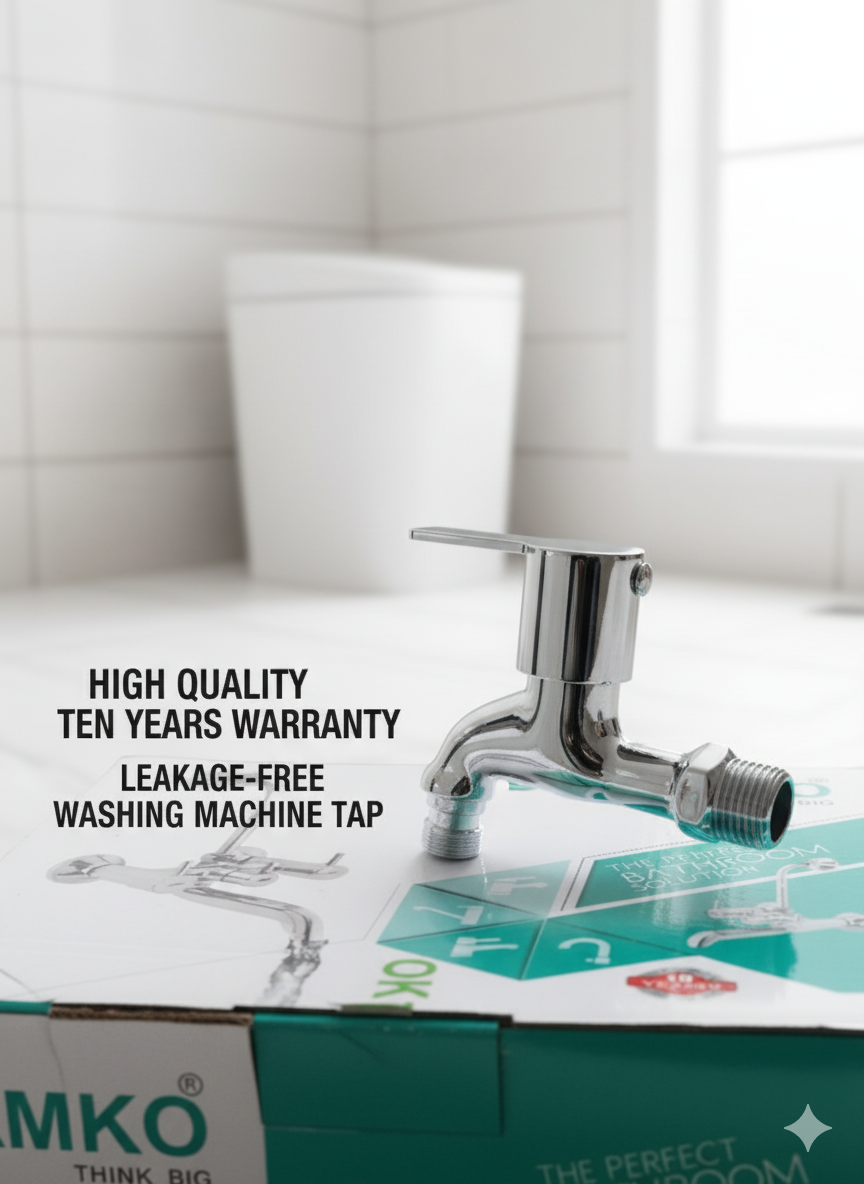 HIGH QUALITY
TEN YEARS WARRANTY
LEAKAGE-FREE
WASHING MACHINE TAP
THE PERFECT
BATHROOM
SOLUTION
OK
AMKO®
THINK BIG
THE PERFECT